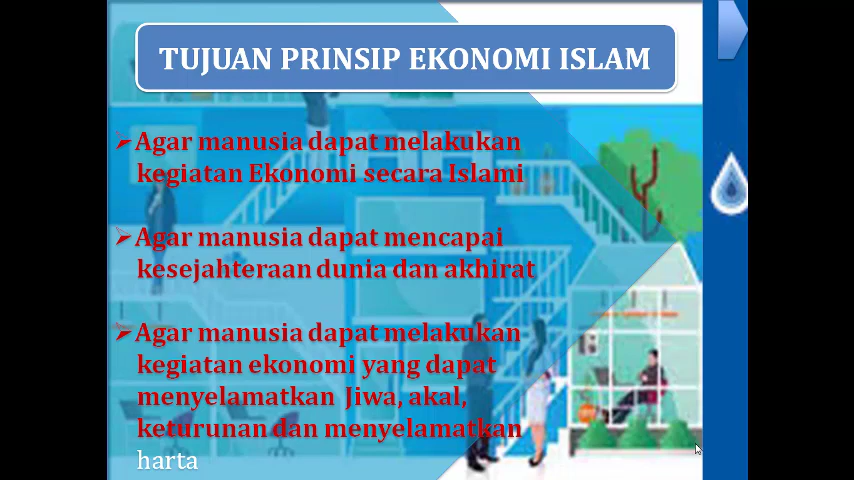 TUJUAN PRINSIP EKONOMI ISLAM
Agar manusia dapat melakukan
kegiatan Ekonomi secara Islami
Agar manusia dapat mencapai
kesejahteraan dunia dan akhirat
Agar manusia dapat melakukan
kegiatan ekonomi yang dapat
menyelamatkan Jiwa, akal,
keturunan dan menyelamatkan
harta